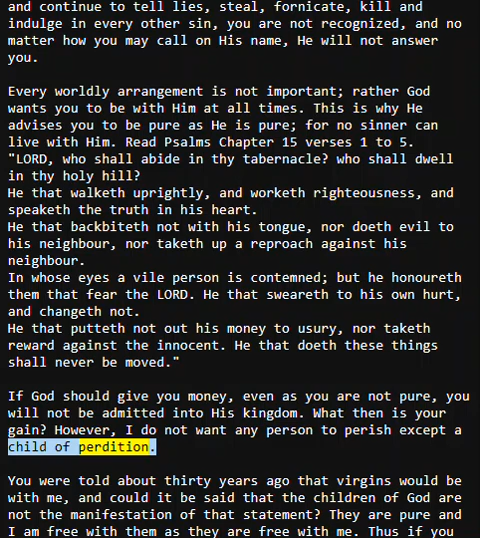 and continue to tell lies, steal, fornicate, kill and
indulge in every other sin, you are not recognized, and no
matter how you may call on His name, He will not answer
you.
Every worldly arrangement is not important; rather God
wants you to be with Him at all times. This is why He
advises you to be pure as He is pure; for no sinner can
live with Him. Read Psalms Chapter 15 verses 1 to 5.
"LORD, who shall abide in thy tabernacle? who shall dwell
in thy holy hill?
He that walketh uprightly, and worketh righteousness, and
speaketh the truth in his heart.
He that backbiteth not with his tongue, nor doeth evil to
his neighbour, nor taketh up a reproach against his
neighbour.
In whose eyes a vile person is contemned; but he honoureth
them that fear the LORD. He that sweareth to his own hurt,
and changeth not.
He that putteth not out his money to usury, nor taketh
reward against the innocent. He that doeth these things
shall never be moved."
If God should give you money, even as you are not pure, you
will not be admitted into His kingdom. What then is your
gain? However, I do not want any person to perish except a
child of perdition.
You were told about thirty years ago that virgins would be
with me, and could it be said that the children of God are
not the manifestation of that statement? They are pure and
I am free with them as they are free with me. Thus if you